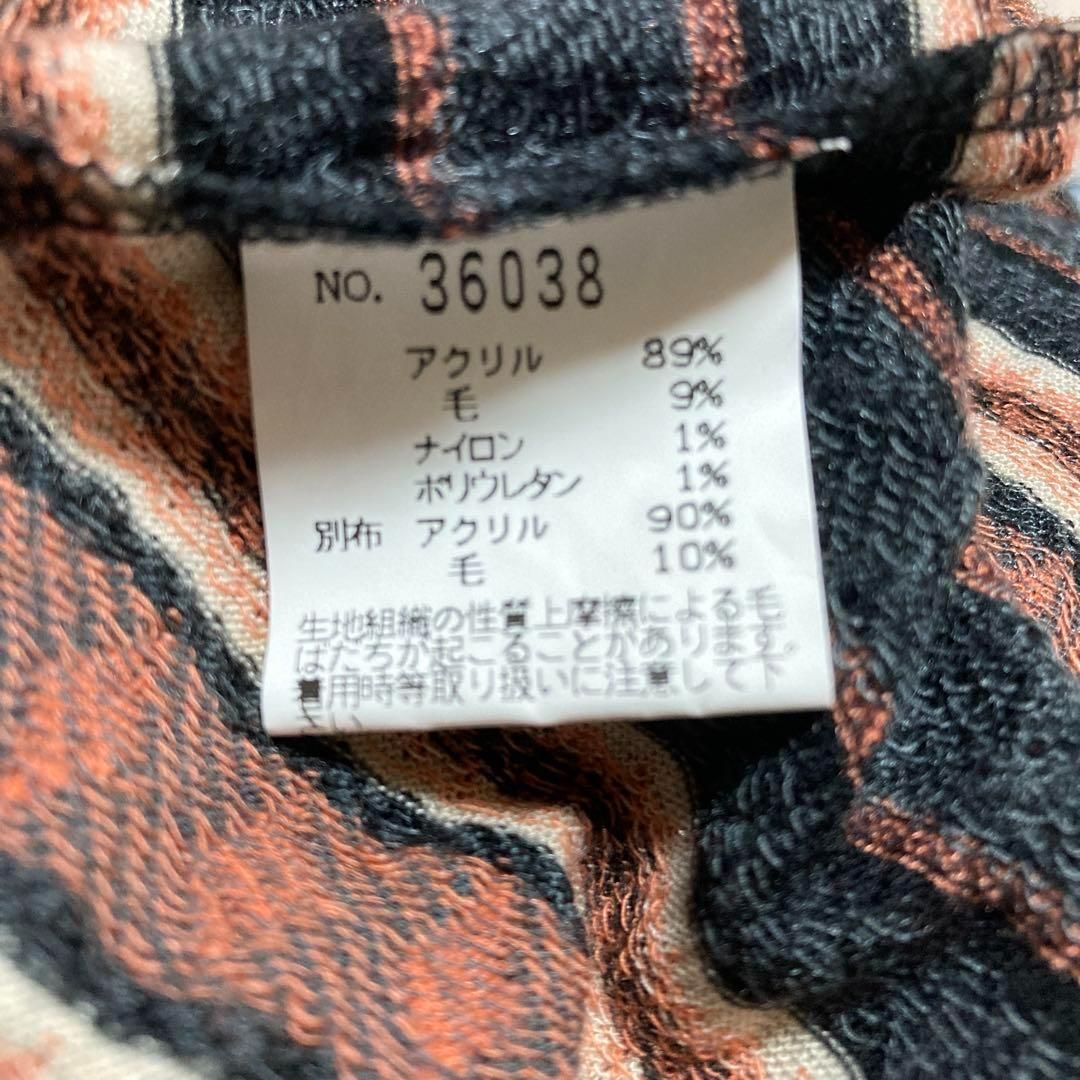 NO. 36038
アクリル 89%
毛 9%
ナイロン 1%
ポリウレタン 1%
別布 アクリル 90%
毛 10%
生地組織の性質上摩擦による毛
ばだちが起こることがあります。
着用時等取り扱いに注意して下
さい